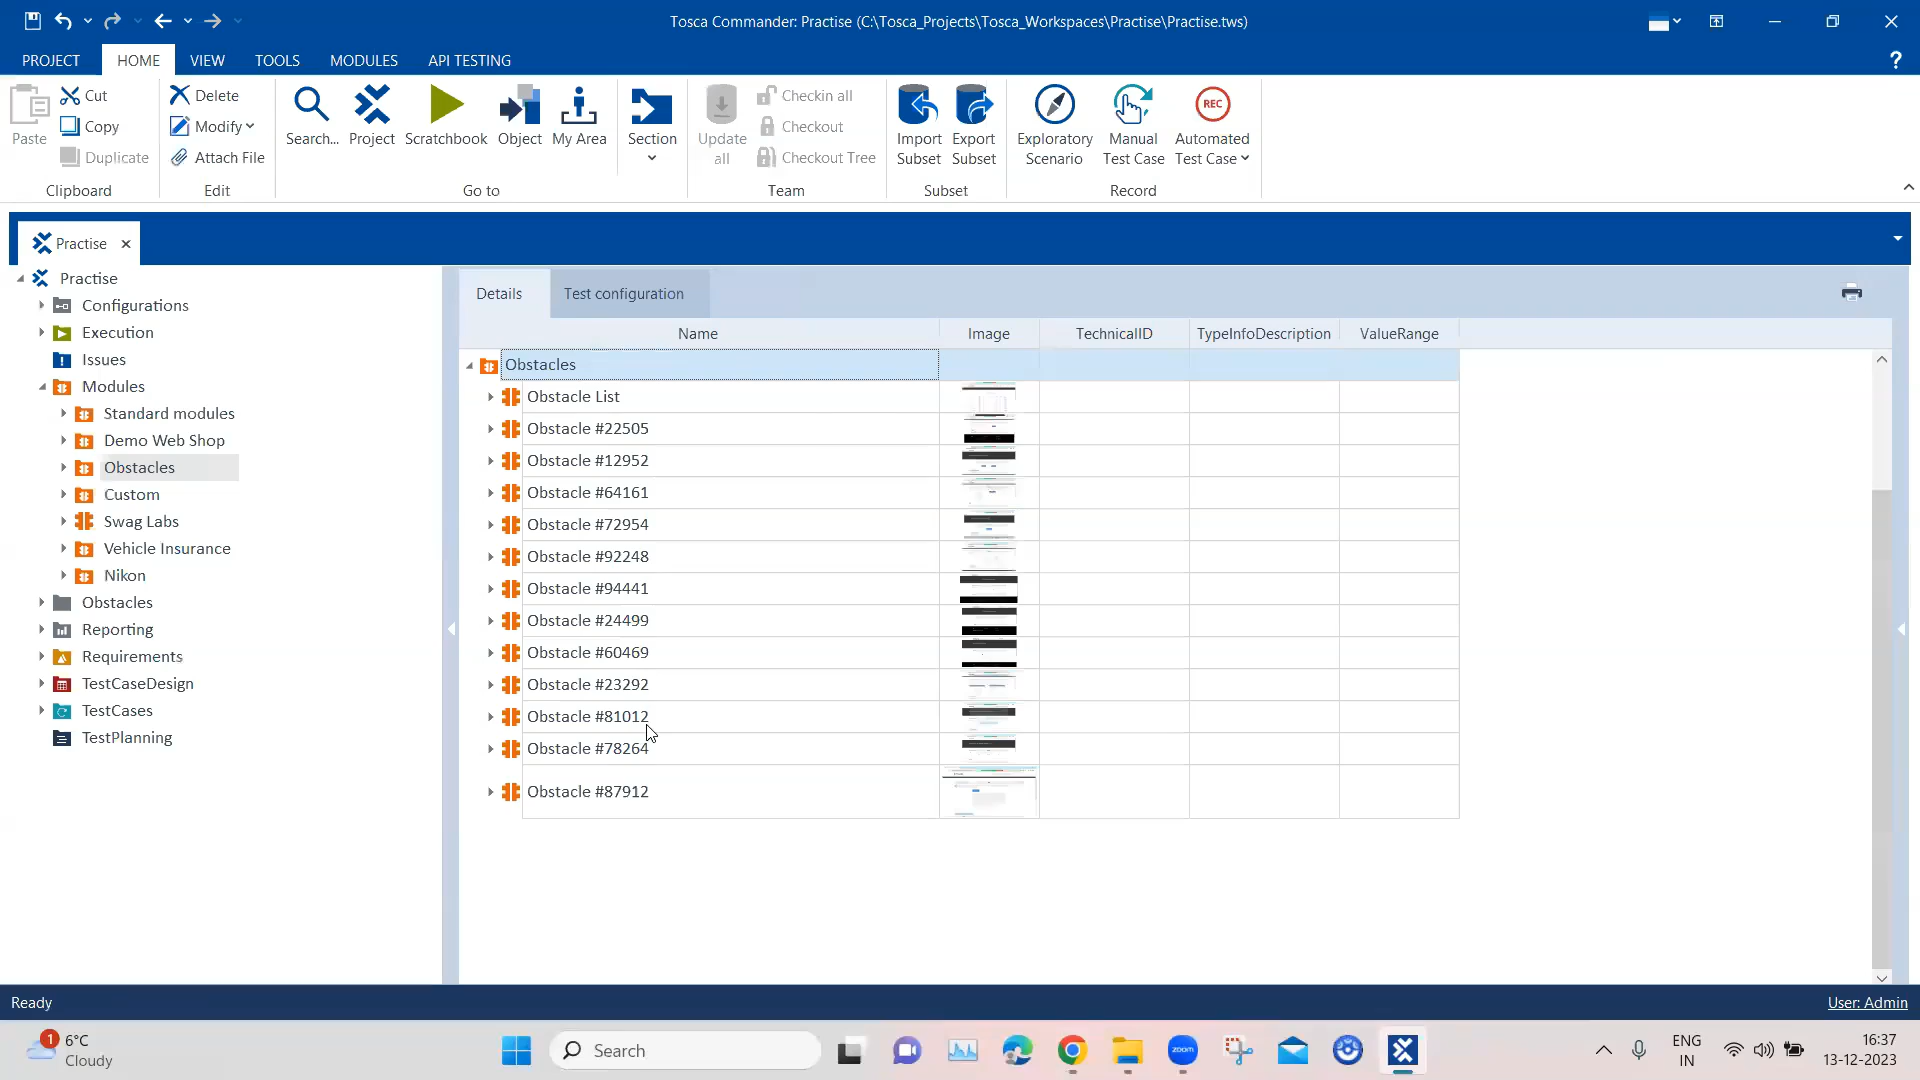 Tosca Commander: Practise (C:\Tosca_Projects\Tosca_Workspaces\Practise\Practise.tws)
PROJECT HOME VIEW TOOLS MODULES API TESTING ?
Paste
Cut
Copy
Duplicate
Clipboard
Delete
Modify
Attach File
Edit
Search...
Project
Scratchbook
Object
My Area
Go to
Section
Update all
Checkin all
Checkout
Checkout Tree
Team
Import Subset
Export Subset
Subset
Exploratory Scenario
Manual Test Case
REC
Automated Test Case
Record
Practise
Practise
Configurations
Execution
Issues
Modules
Standard modules
Demo Web Shop
Obstacles
Custom
Swag Labs
Vehicle Insurance
Nikon
Obstacles
Reporting
Requirements
TestCaseDesign
TestCases
TestPlanning
Details Test configuration
Name Image TechnicalID TypeInfoDescription ValueRange
Obstacles
Obstacle List
Obstacle #22505
Obstacle #12952
Obstacle #64161
Obstacle #72954
Obstacle #92248
Obstacle #94441
Obstacle #24499
Obstacle #60469
Obstacle #23292
Obstacle #81012
Obstacle #78264
Obstacle #87912
Ready User: Admin
1
6°C
Cloudy
Search
zoom
ENG
IN
16:37
13-12-2023